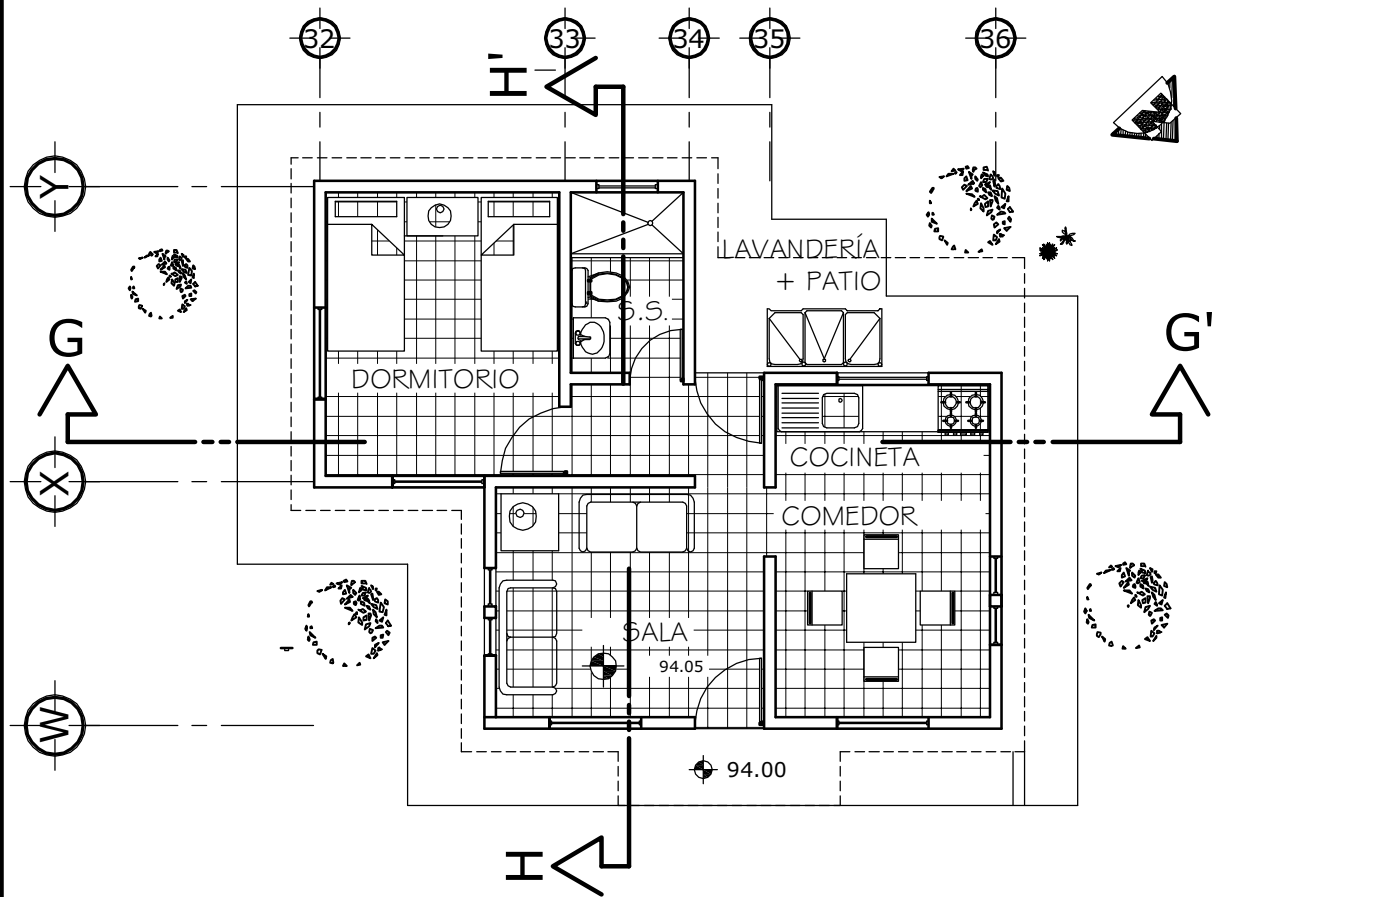 32 33 34 35 36
H'
Y
LAVANDERÍA
+ PATIO
S.S.
G
G'
DORMITORIO
COCINETA
X
COMEDOR
SALA
94.05
W
94.00
H